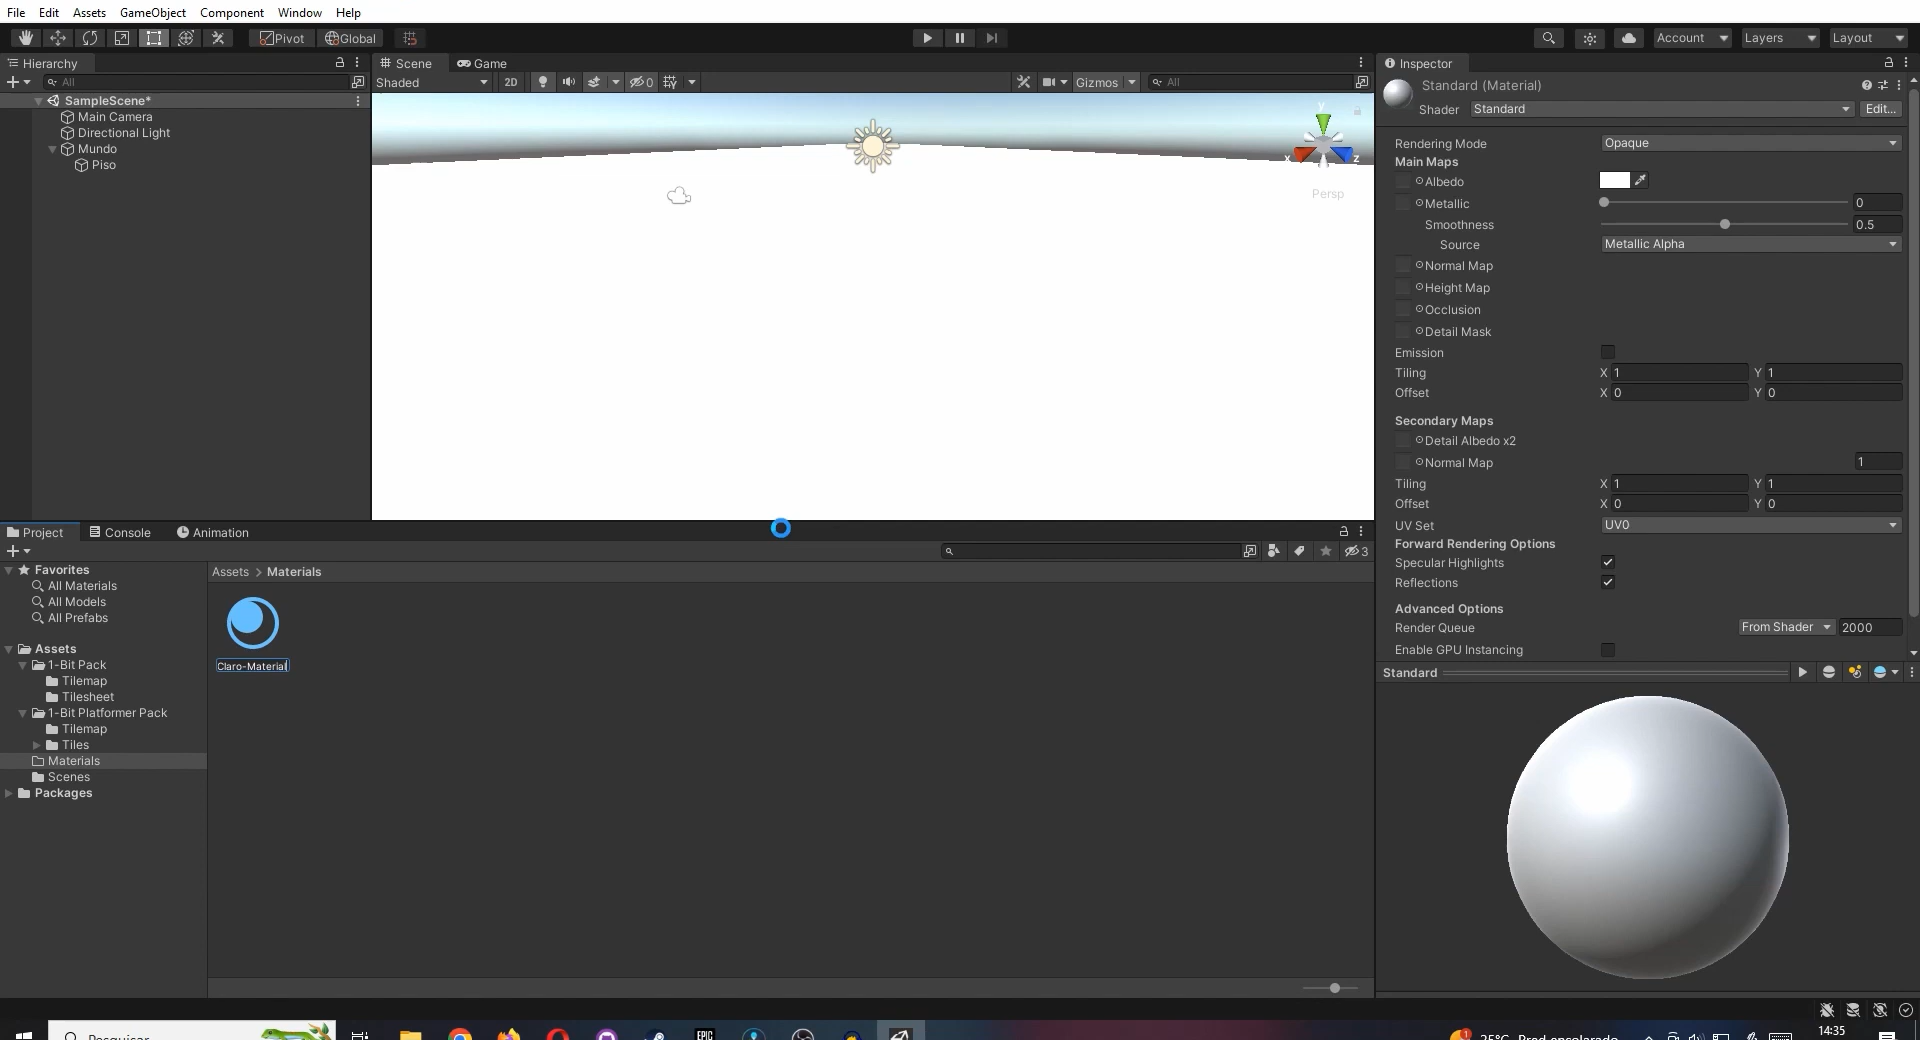 File Edit Assets GameObject Component Window Help
Pivot Global Account Layers Layout
Hierarchy
All
SampleScene*
Main Camera
Directional Light
Mundo
Piso
Scene Game
Shaded 2D 0 Gizmos All
y
x z
Persp
Inspector
Standard (Material)
Shader Standard Edit...
Rendering Mode Opaque
Main Maps
Albedo
Metallic 0
Smoothness 0.5
Source Metallic Alpha
Normal Map
Height Map
Occlusion
Detail Mask
Emission
Tiling X 1 Y 1
Offset X 0 Y 0
Secondary Maps
Detail Albedo x2
Normal Map 1
Tiling X 1 Y 1
Offset X 0 Y 0
UV Set UV0
Forward Rendering Options
Specular Highlights
Reflections
Advanced Options
Render Queue From Shader 2000
Enable GPU Instancing
Standard
Project Console Animation
3
Favorites
All Materials
All Models
All Prefabs
Assets
1-Bit Pack
Tilemap
Tilesheet
1-Bit Platformer Pack
Tilemap
Tiles
Materials
Scenes
Packages
Assets > Materials
Claro-Material
Pesquisar
EPIC
1
25°C Pred ensolarado
14:35